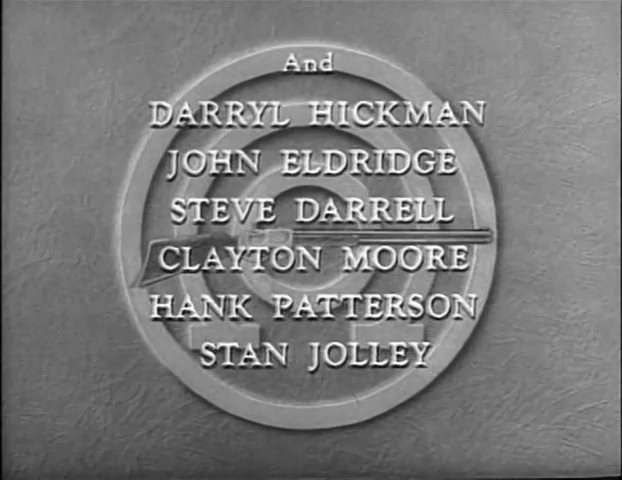 And
DARRYL HICKMAN
JOHN ELDRIDGE
STEVE DARRELL
CLAYTON MOORE
HANK PATTERSON
STAN JOLLEY